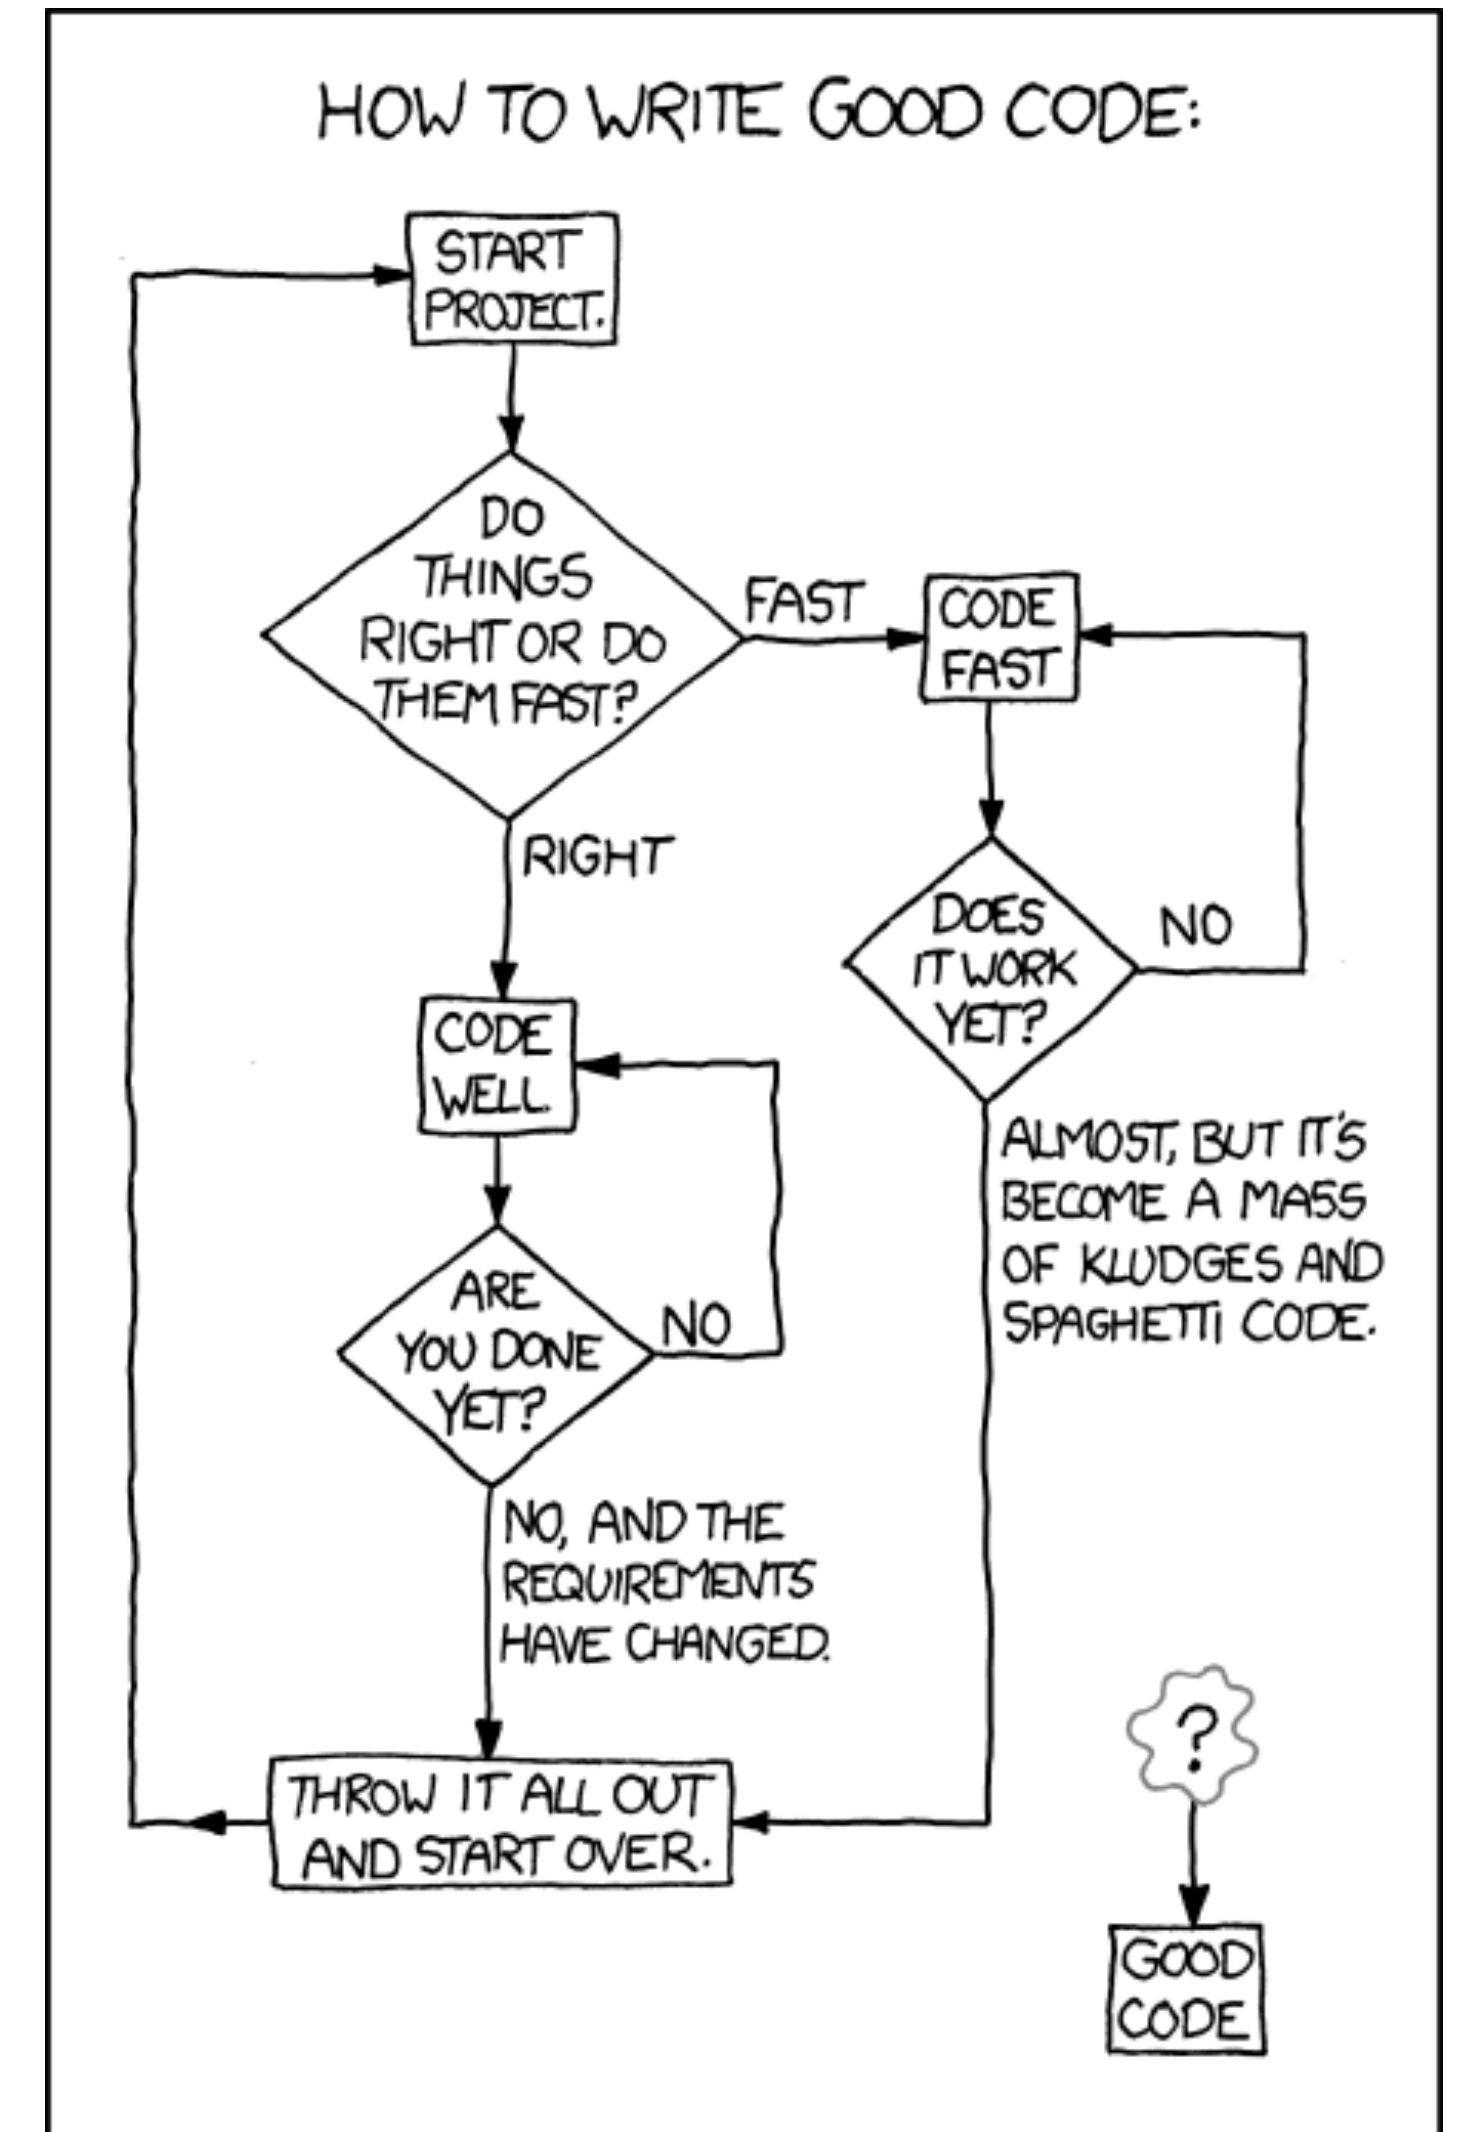 HOW TO WRITE GOOD CODE:
START
PROJECT.
DO
THINGS
RIGHT OR DO
THEM FAST?
FAST
CODE
FAST
RIGHT
DOES
IT WORK
YET?
NO
CODE
WELL.
ALMOST, BUT IT'S
BECOME A MASS
OF KLUDGES AND
SPAGHETTI CODE.
ARE
YOU DONE
YET?
NO
NO, AND THE
REQUIREMENTS
HAVE CHANGED.
THROW IT ALL OUT
AND START OVER.
?
GOOD
CODE